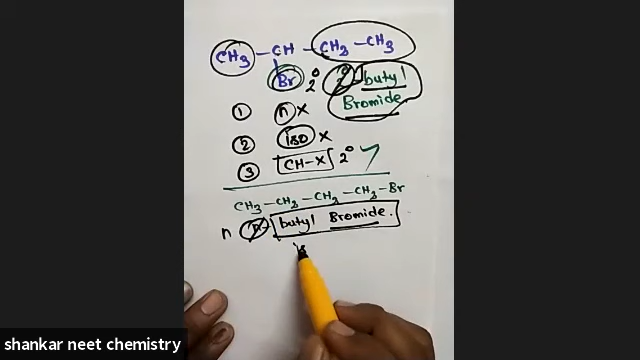 CH3 — CH — CH2 — CH3
Br 2° 2° butyl
Bromide
① n x
② iso x
③ CH-X 2°
CH3 — CH2 — CH2 — CH2 — Br
n n- butyl Bromide.
shankar neet chemistry